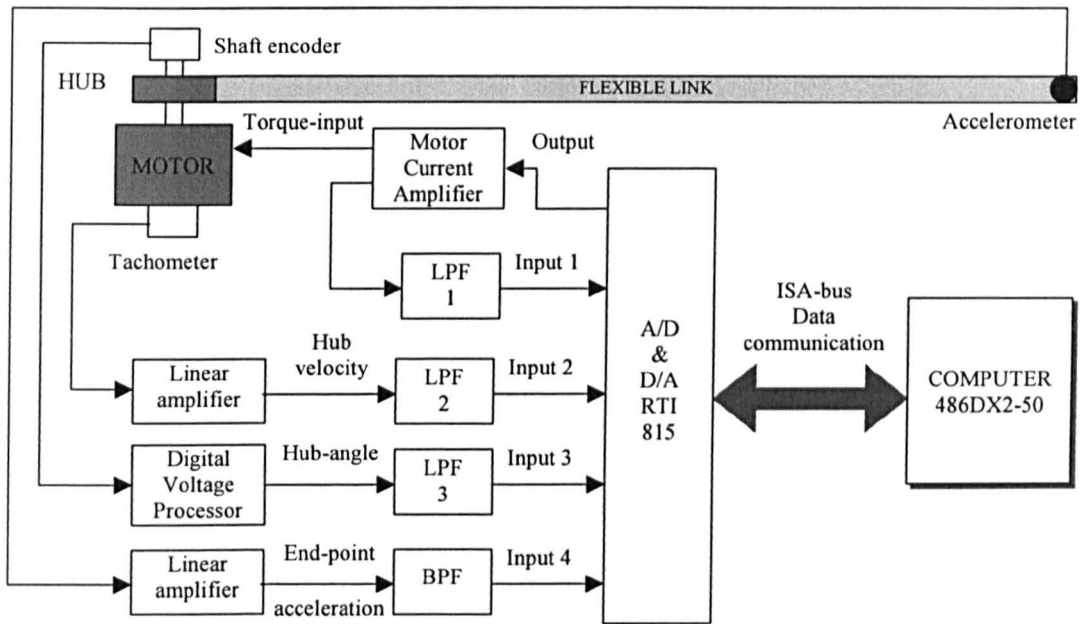 Shaft encoder
HUB
FLEXIBLE LINK
Accelerometer
Torque-input
Motor
Current
Amplifier
Output
MOTOR
Tachometer
LPF
1
Input 1
ISA-bus
Data
communication
A/D
&
D/A
RTI
815
COMPUTER
486DX2-50
Linear
amplifier
Hub
velocity
LPF
2
Input 2
Digital
Voltage
Processor
Hub-angle
LPF
3
Input 3
Linear
amplifier
End-point
acceleration
BPF
Input 4